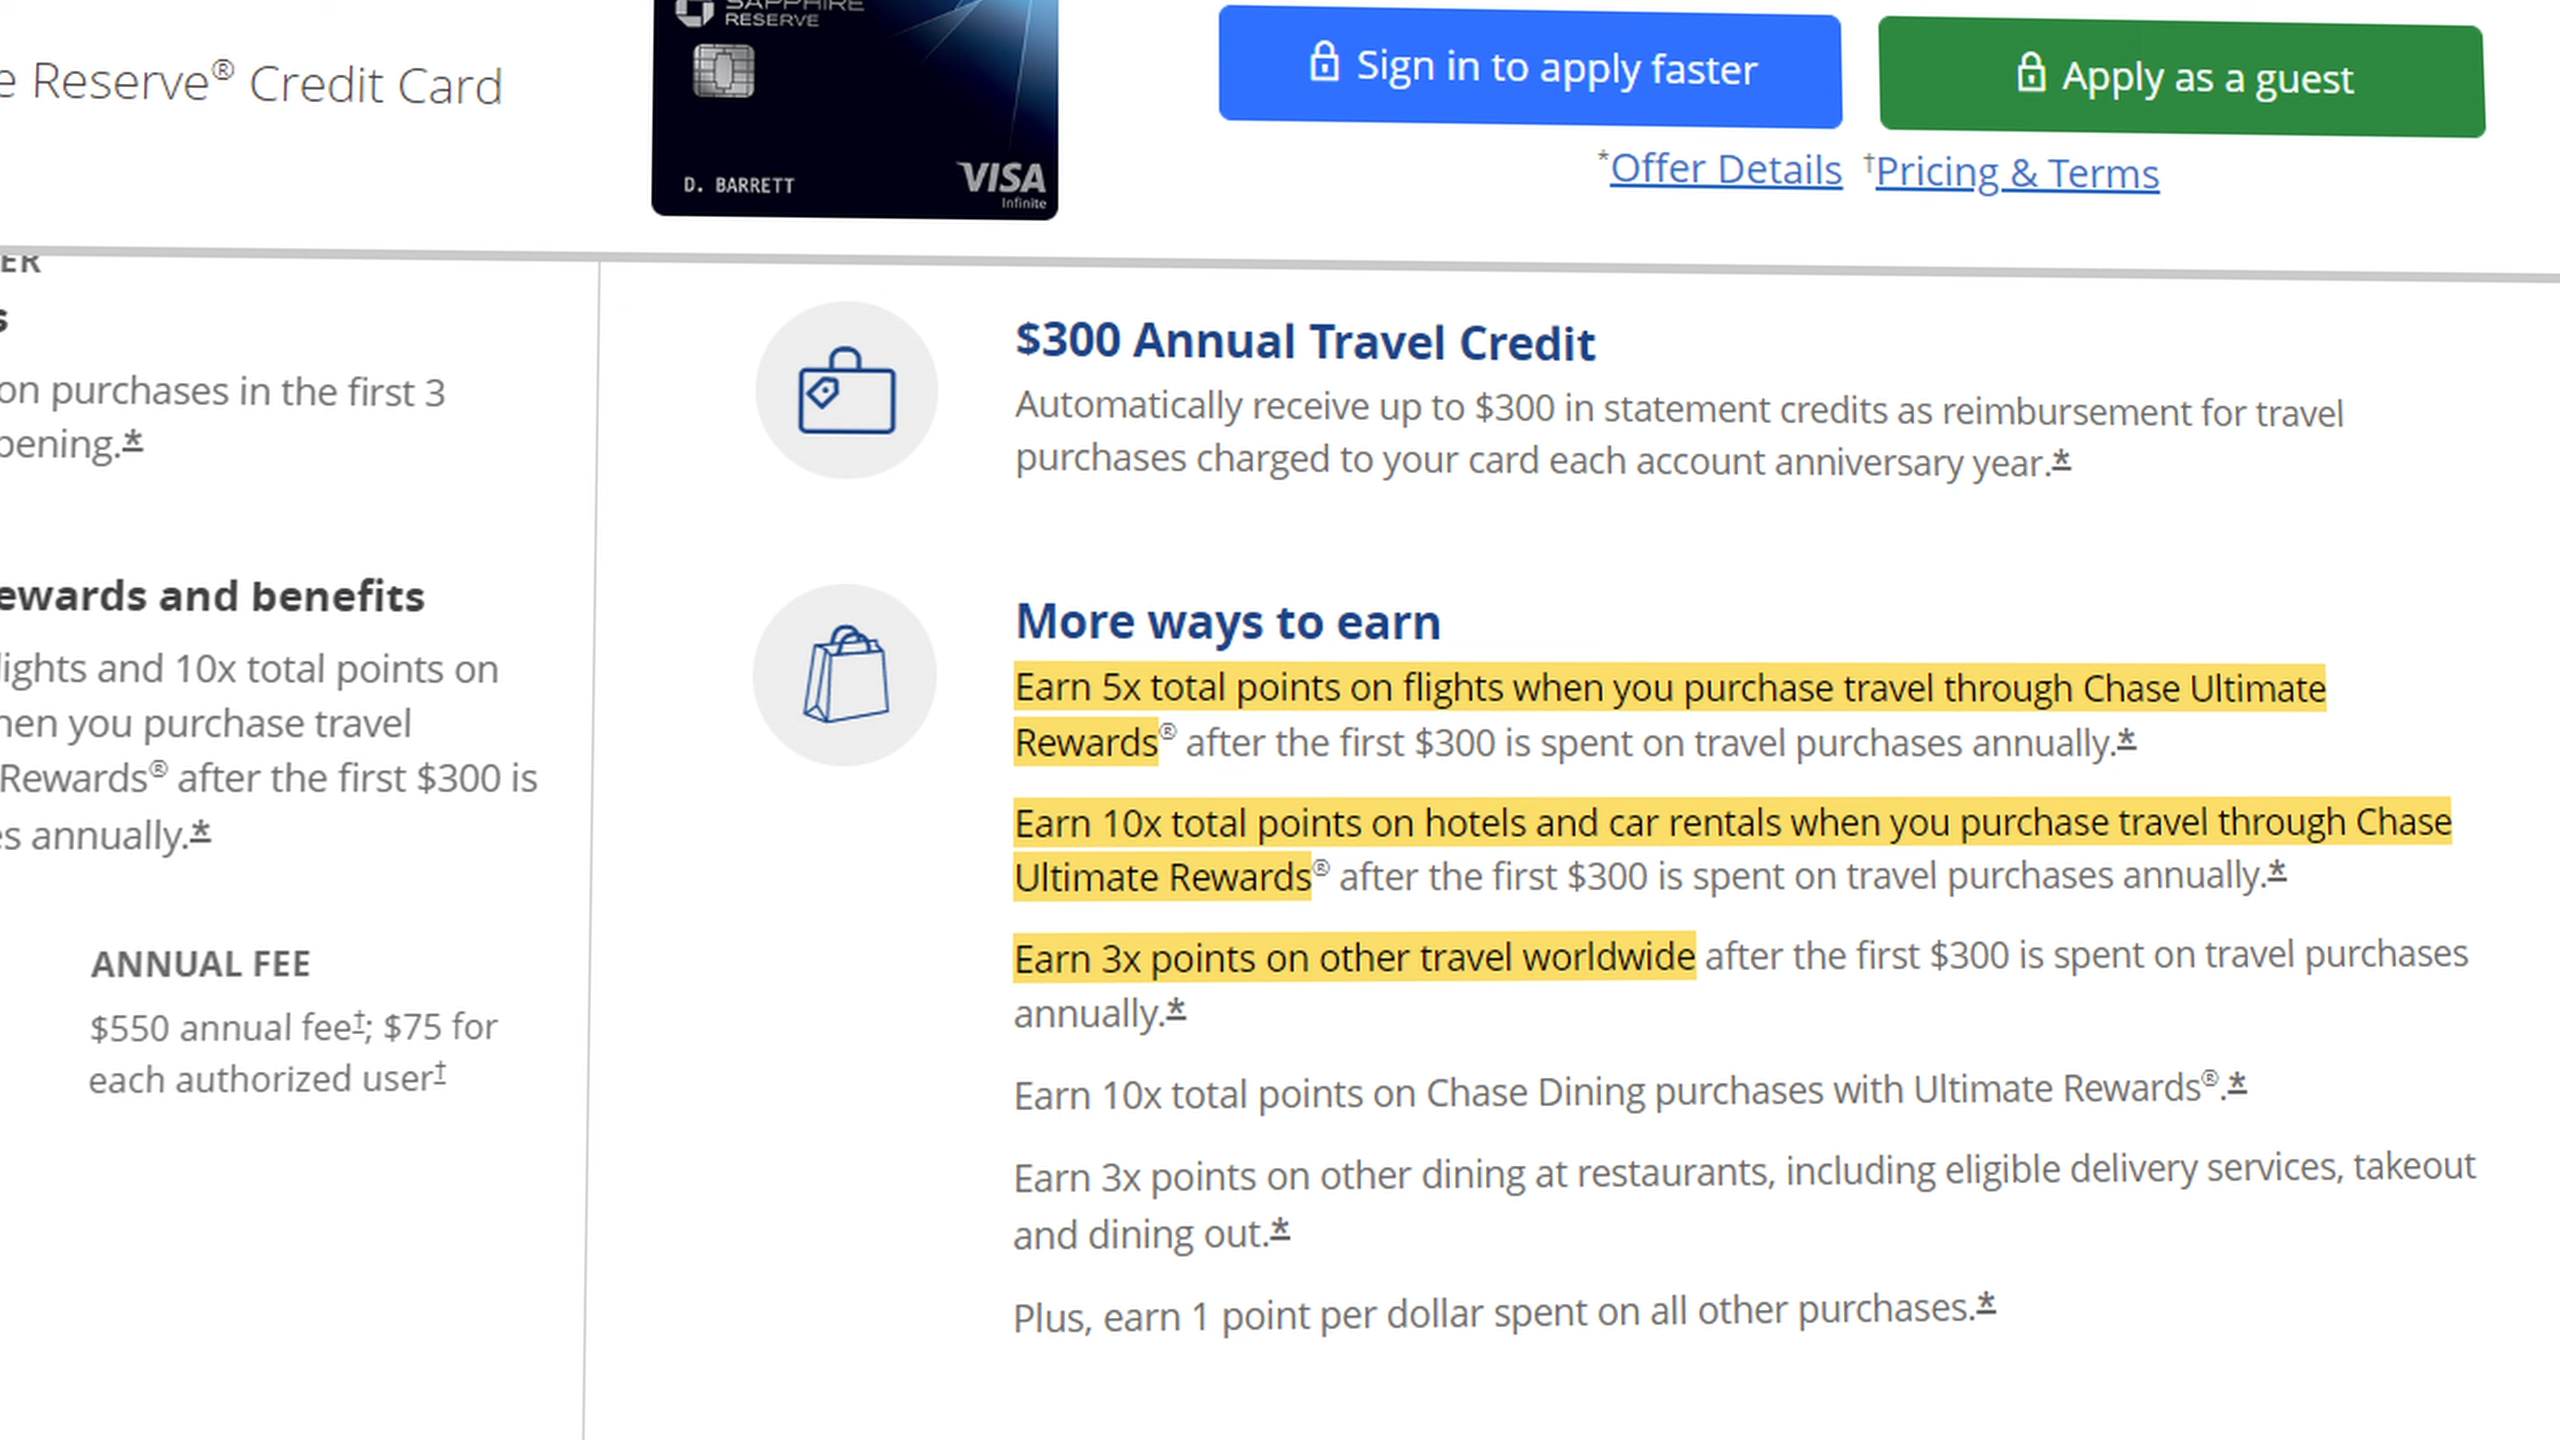 SAPPHIRE
RESERVE
e Reserve® Credit Card
D. BARRETT
VISA
Infinite
Sign in to apply faster
Apply as a guest
*Offer Details †Pricing & Terms
ER
s
on purchases in the first 3
pening.*
ewards and benefits
lights and 10x total points on
hen you purchase travel
Rewards® after the first $300 is
es annually.*
ANNUAL FEE
$550 annual fee†; $75 for
each authorized user†
$300 Annual Travel Credit
Automatically receive up to $300 in statement credits as reimbursement for travel
purchases charged to your card each account anniversary year.*
More ways to earn
Earn 5x total points on flights when you purchase travel through Chase Ultimate
Rewards® after the first $300 is spent on travel purchases annually.*
Earn 10x total points on hotels and car rentals when you purchase travel through Chase
Ultimate Rewards® after the first $300 is spent on travel purchases annually.*
Earn 3x points on other travel worldwide after the first $300 is spent on travel purchases
annually.*
Earn 10x total points on Chase Dining purchases with Ultimate Rewards®.*
Earn 3x points on other dining at restaurants, including eligible delivery services, takeout
and dining out.*
Plus, earn 1 point per dollar spent on all other purchases.*